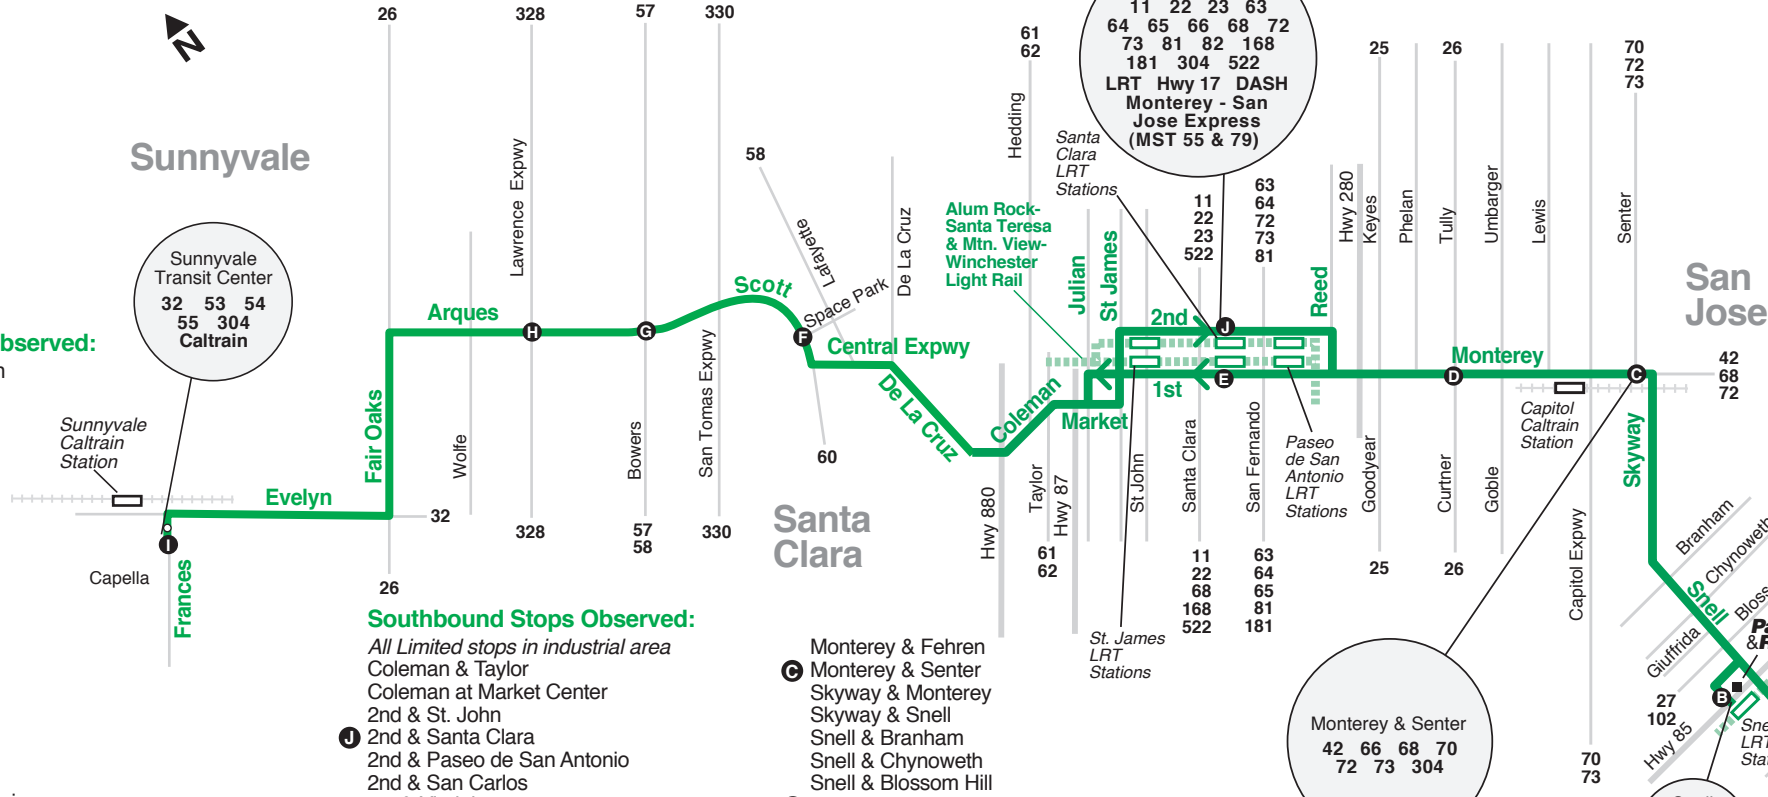 26
328
57
330
N
61
62
11 22 23 63
64 65 66 68 72
73 81 82 168
181 304 522
LRT Hwy 17 DASH
Monterey - San
Jose Express
(MST 55 & 79)
25
26
70
72
73
Sunnyvale
Lawrence Expwy
58
Hedding
Santa
Clara
LRT
Stations
63
64
72
73
81
11
22
23
522
Hwy 280
Keyes
Phelan
Tully
Umbarger
Lewis
Senter
Sunnyvale
Transit Center
32 53 54
55 304
Caltrain
Lafayette
De La Cruz
Alum Rock-
Santa Teresa
& Mtn. View-
Winchester
Light Rail
Julian
St James
Reed
San
Jose
Arques
Scott
Space Park
2nd
J
H
G
F
Central Expwy
Monterey
bserved:
Fair Oaks
Wolfe
Bowers
San Tomas Expwy
De La Cruz
Coleman
Market
1st
E
D
C
42
68
72
Sunnyvale
Caltrain
Station
Evelyn
32
60
Hwy 880
Taylor
Hwy 87
St John
Santa Clara
San Fernando
Paseo
de San
Antonio
LRT
Stations
Goodyear
Curtner
Goble
Capitol
Caltrain
Station
Capitol Expwy
Skyway
I
Capella
Frances
26
328
57
58
330
Santa
Clara
61
62
11
22
68
168
522
63
64
65
81
181
25
26
Branham
Chynoweth
Snell
Giuffrida
St. James
LRT
Stations
Southbound Stops Observed:
All Limited stops in industrial area
Coleman & Taylor
Coleman at Market Center
2nd & St. John
J 2nd & Santa Clara
2nd & Paseo de San Antonio
2nd & San Carlos
Monterey & Fehren
C Monterey & Senter
Skyway & Monterey
Skyway & Snell
Snell & Branham
Snell & Chynoweth
Snell & Blossom Hill
Monterey & Senter
42 66 68 70
72 73 304
70
73
27
102
B
Hwy 85
LRT